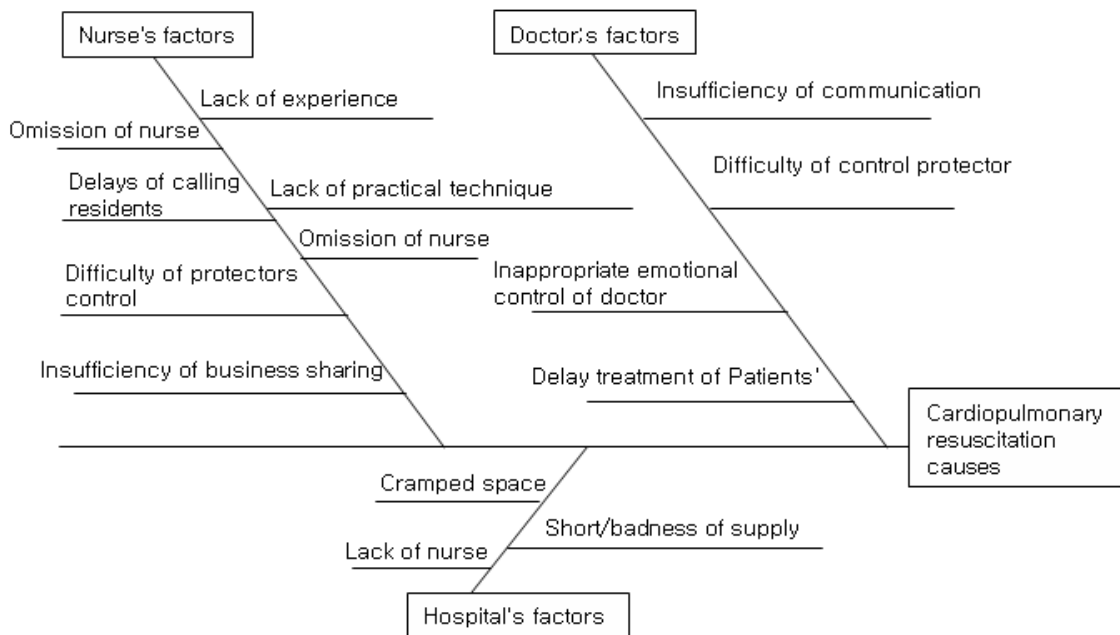 Nurse's factors
Doctor;s factors
Lack of experience
Insufficiency of communication
Omission of nurse
Difficulty of control protector
Delays of calling
residents
Lack of practical technique
Omission of nurse
Difficulty of protectors
control
Inappropriate emotional
control of doctor
Insufficiency of business sharing
Delay treatment of Patients'
Cardiopulmonary
resuscitation
causes
Cramped space
Short/badness of supply
Lack of nurse
Hospital's factors